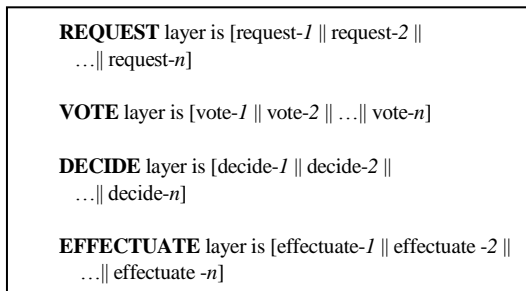 REQUEST layer is [request-1 || request-2 ||
…|| request-n]
VOTE layer is [vote-1 || vote-2 || …|| vote-n]
DECIDE layer is [decide-1 || decide-2 ||
…|| decide-n]
EFFECTUATE layer is [effectuate-1 || effectuate -2 ||
…|| effectuate -n]